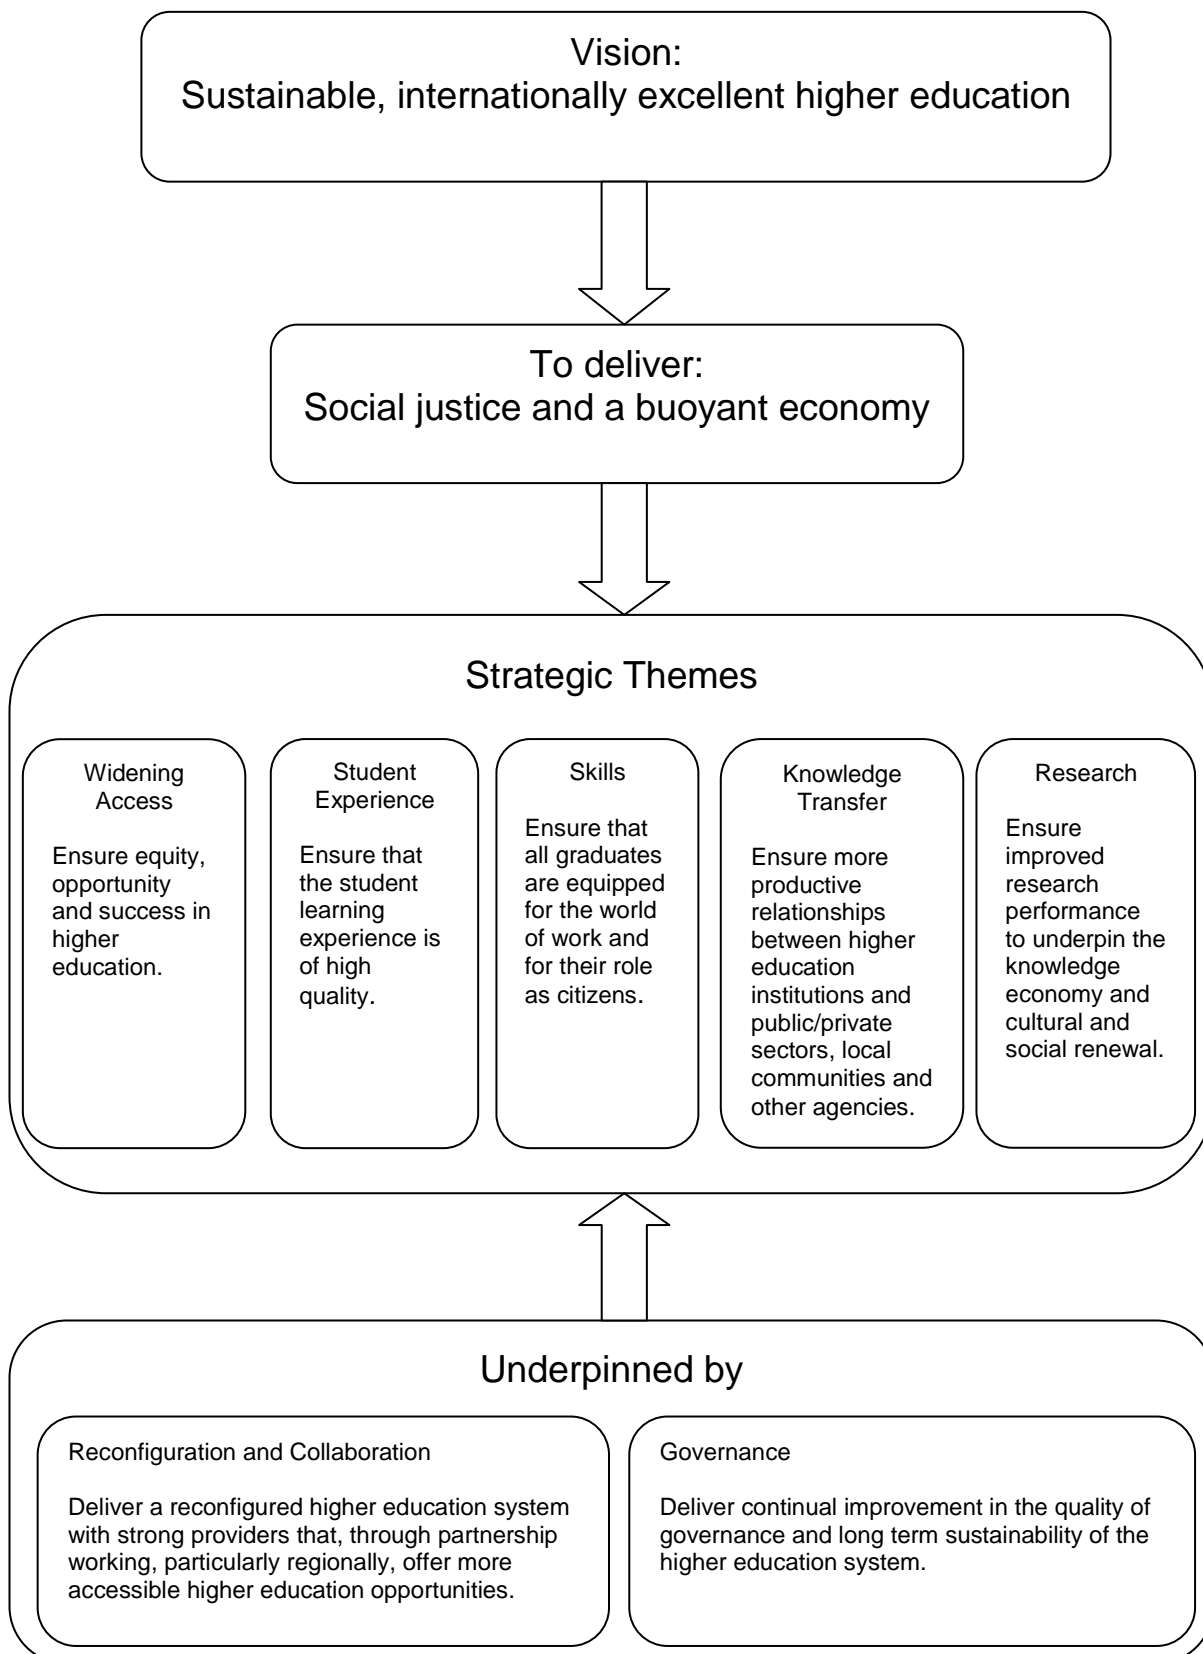 Vision:
Sustainable, internationally excellent higher education
To deliver:
Social justice and a buoyant economy
Strategic Themes
Widening
Access
Ensure equity,
opportunity
and success in
higher
education.
Student
Experience
Ensure that
the student
learning
experience is
of high
quality.
Skills
Ensure that
all graduates
are equipped
for the world
of work and
for their role
as citizens.
Knowledge
Transfer
Ensure more
productive
relationships
between higher
education
institutions and
public/private
sectors, local
communities and
other agencies.
Research
Ensure
improved
research
performance
to underpin the
knowledge
economy and
cultural and
social renewal.
Underpinned by
Reconfiguration and Collaboration
Deliver a reconfigured higher education system
with strong providers that, through partnership
working, particularly regionally, offer more
accessible higher education opportunities.
Governance
Deliver continual improvement in the quality of
governance and long term sustainability of the
higher education system.